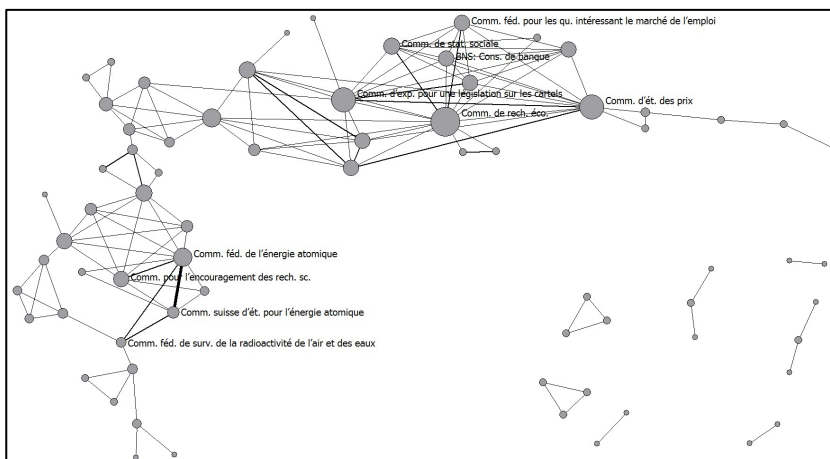 Comm. féd. pour les qu. intéressant le marché de l'emploi
Comm. de stat. sociale
BNS: Cons. de banque
Comm. d'exp. pour une législation sur les cartels
Comm. d'ét. des prix
Comm. de rech. éco.
Comm. féd. de l'énergie atomique
Comm. pour l'encouragement des rech. sc.
Comm. suisse d'ét. pour l'énergie atomique
Comm. féd. de surv. de la radioactivité de l'air et des eaux